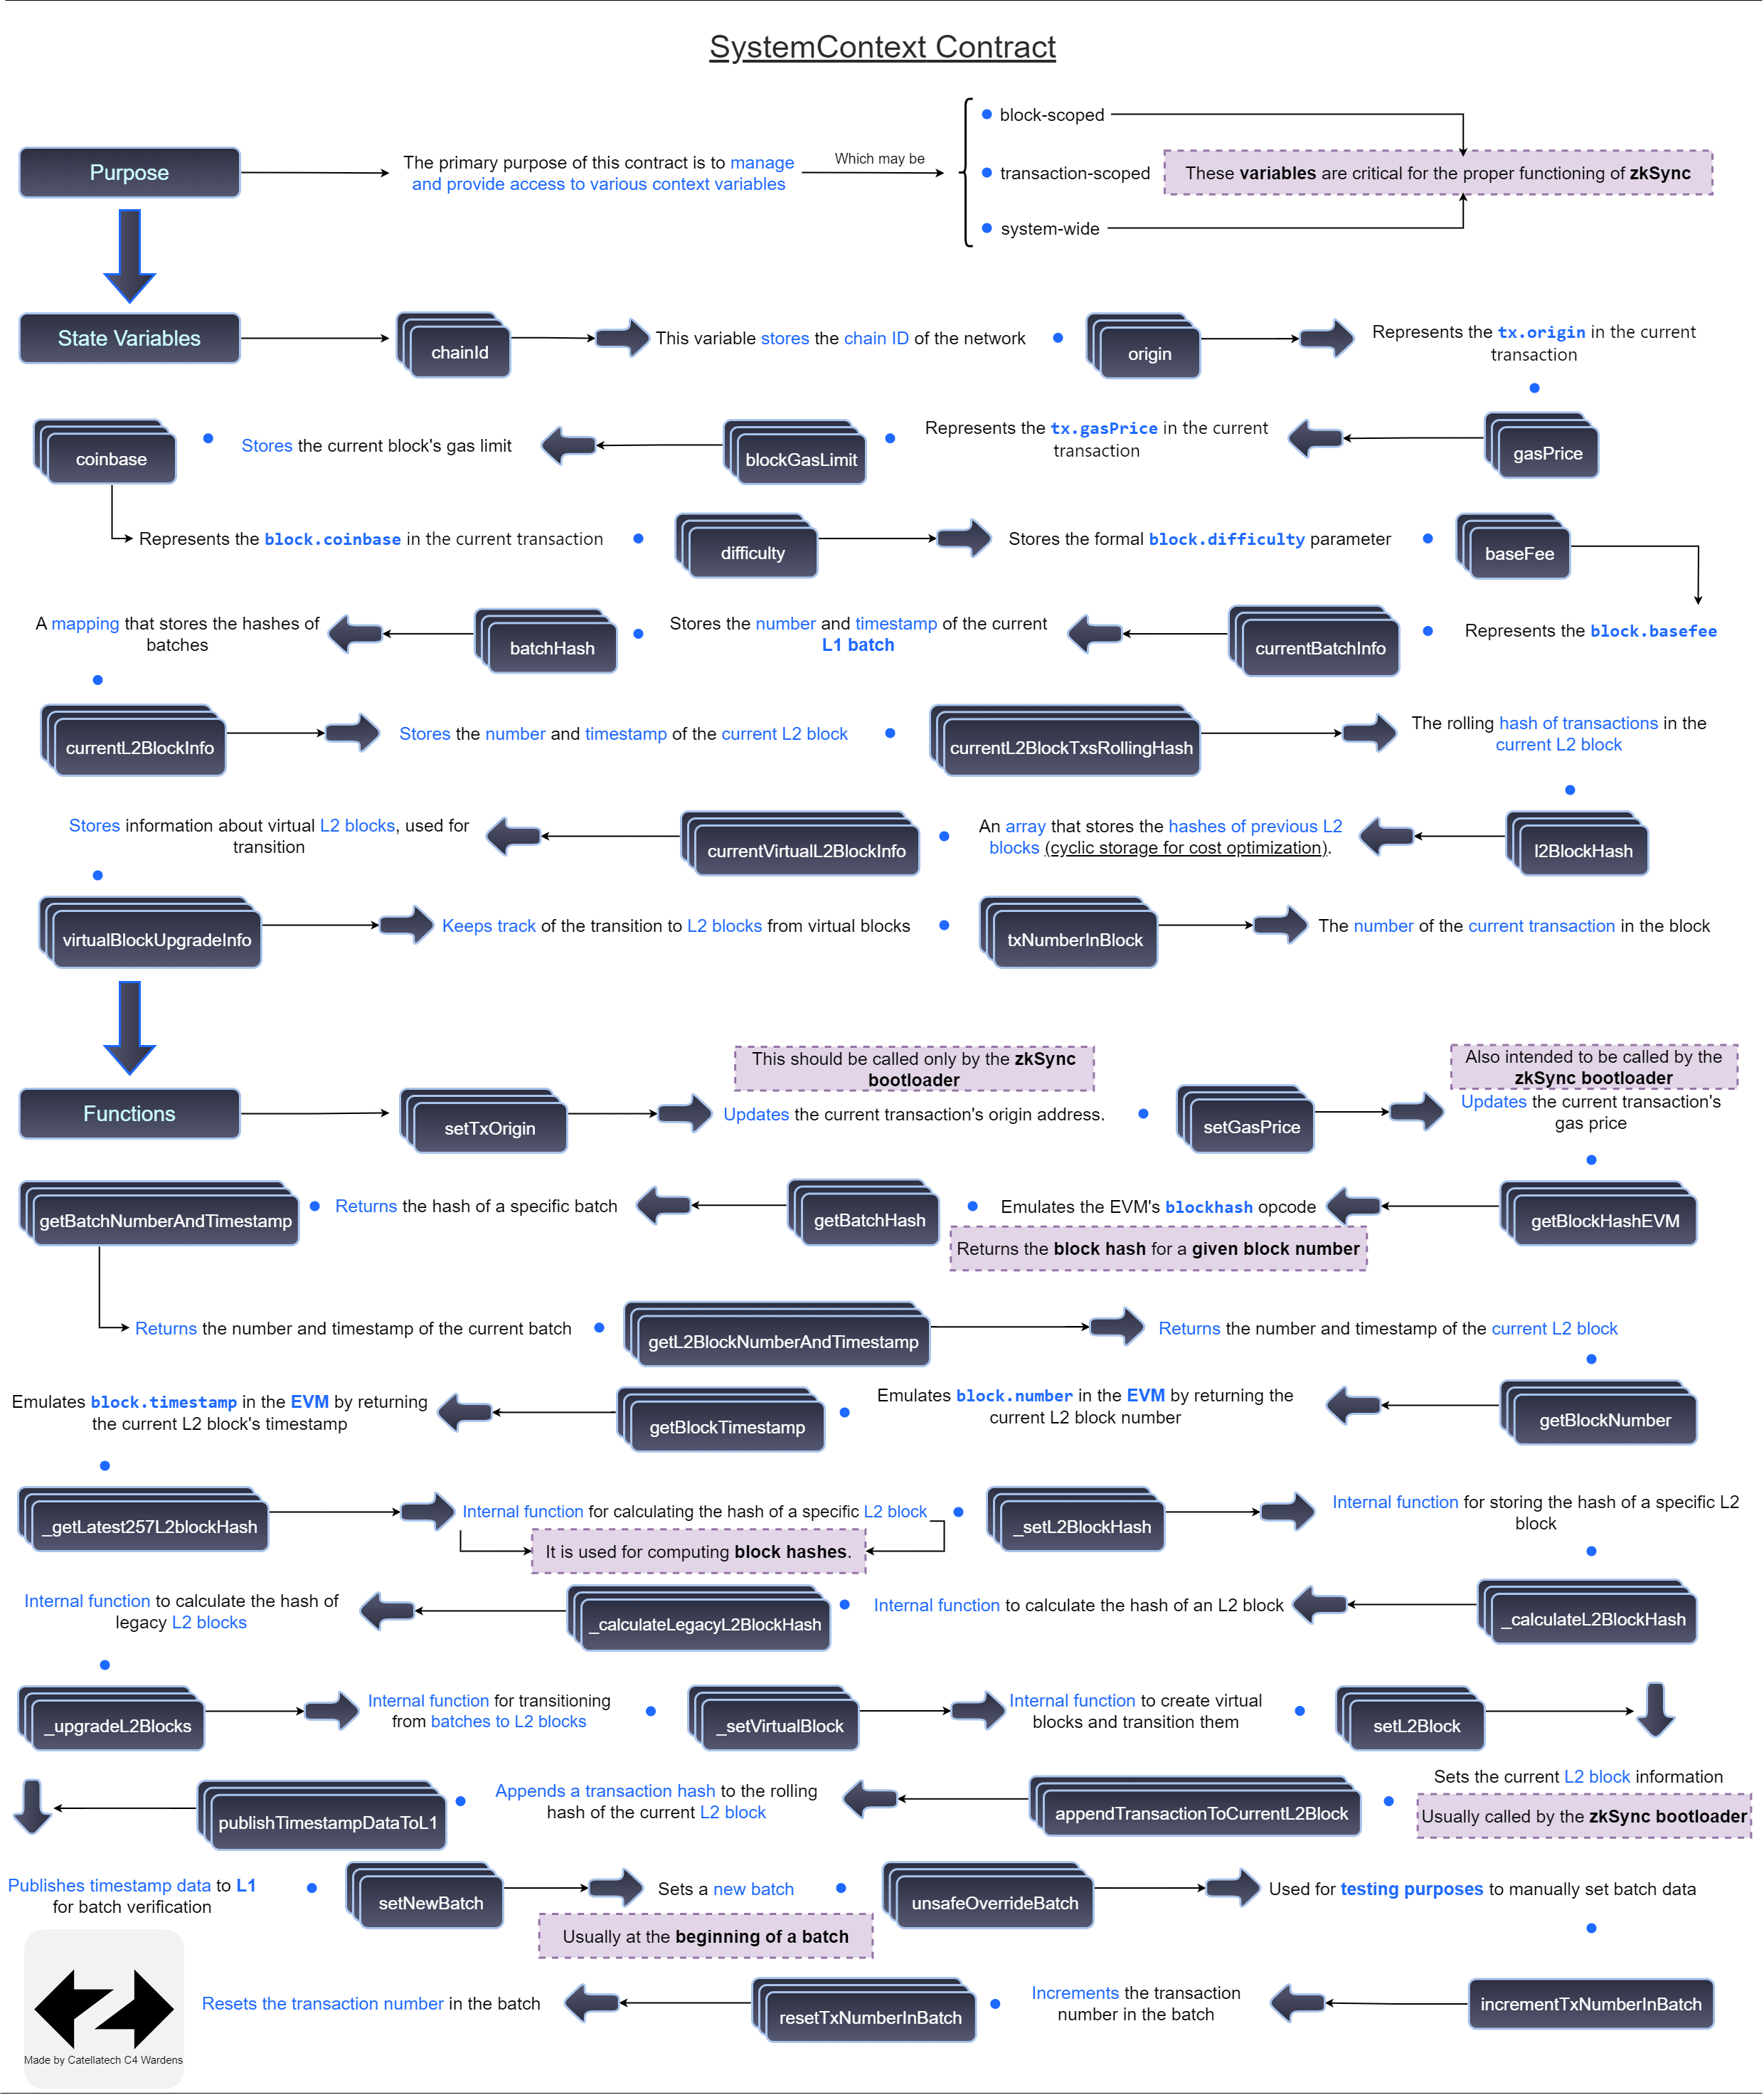 SystemContext Contract
block-scoped
Purpose
The primary purpose of this contract is to manage
and provide access to various context variables
Which may be
transaction-scoped
These variables are critical for the proper functioning of zkSync
system-wide
State Variables
chainId
This variable stores the chain ID of the network
origin
Represents the tx.origin in the current
transaction
gasPrice
Represents the tx.gasPrice in the current
transaction
blockGasLimit
Stores the current block's gas limit
coinbase
Represents the block.coinbase in the current transaction
difficulty
Stores the formal block.difficulty parameter
baseFee
Represents the block.basefee
currentBatchInfo
Stores the number and timestamp of the current
L1 batch
batchHash
A mapping that stores the hashes of
batches
currentL2BlockInfo
Stores the number and timestamp of the current L2 block
currentL2BlockTxsRollingHash
The rolling hash of transactions in the
current L2 block
l2BlockHash
An array that stores the hashes of previous L2
blocks (cyclic storage for cost optimization).
currentVirtualL2BlockInfo
Stores information about virtual L2 blocks, used for
transition
virtualBlockUpgradeInfo
Keeps track of the transition to L2 blocks from virtual blocks
txNumberInBlock
The number of the current transaction in the block
Functions
setTxOrigin
This should be called only by the zkSync
bootloader
Updates the current transaction's origin address.
setGasPrice
Also intended to be called by the
zkSync bootloader
Updates the current transaction's
gas price
getBlockHashEVM
Emulates the EVM's blockhash opcode
Returns the block hash for a given block number
getBatchHash
Returns the hash of a specific batch
getBatchNumberAndTimestamp
Returns the number and timestamp of the current batch
getL2BlockNumberAndTimestamp
Returns the number and timestamp of the current L2 block
getBlockNumber
Emulates block.number in the EVM by returning the
current L2 block number
getBlockTimestamp
Emulates block.timestamp in the EVM by returning
the current L2 block's timestamp
_getLatest257L2blockHash
Internal function for calculating the hash of a specific L2 block
It is used for computing block hashes.
_setL2BlockHash
Internal function for storing the hash of a specific L2
block
_calculateL2BlockHash
Internal function to calculate the hash of an L2 block
_calculateLegacyL2BlockHash
Internal function to calculate the hash of
legacy L2 blocks
_upgradeL2Blocks
Internal function for transitioning
from batches to L2 blocks
_setVirtualBlock
Internal function to create virtual
blocks and transition them
setL2Block
Sets the current L2 block information
Usually called by the zkSync bootloader
appendTransactionToCurrentL2Block
Appends a transaction hash to the rolling
hash of the current L2 block
publishTimestampDataToL1
Publishes timestamp data to L1
for batch verification
setNewBatch
Sets a new batch
Usually at the beginning of a batch
unsafeOverrideBatch
Used for testing purposes to manually set batch data
incrementTxNumberInBatch
Increments the transaction
number in the batch
resetTxNumberInBatch
Resets the transaction number in the batch
Made by Catellatech C4 Wardens